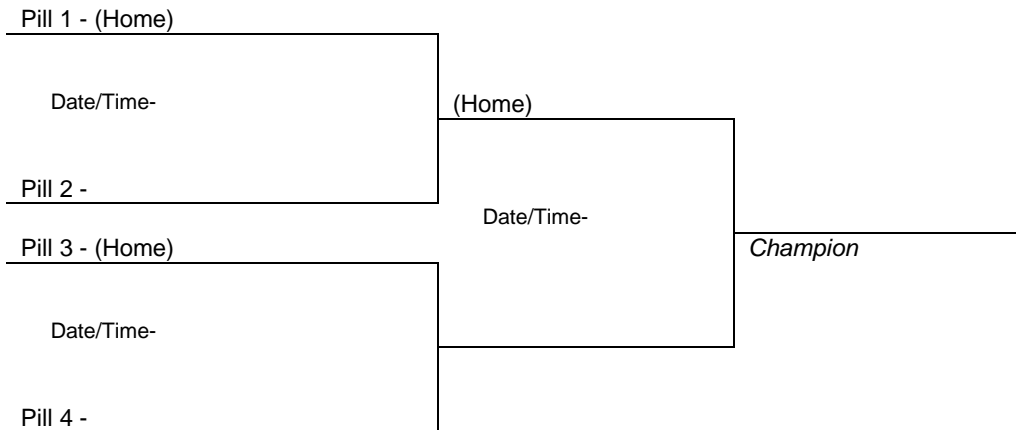 Pill 1 - (Home)
Date/Time-
(Home)
Pill 2 -
Date/Time-
Pill 3 - (Home)
Champion
Date/Time-
Pill 4 -